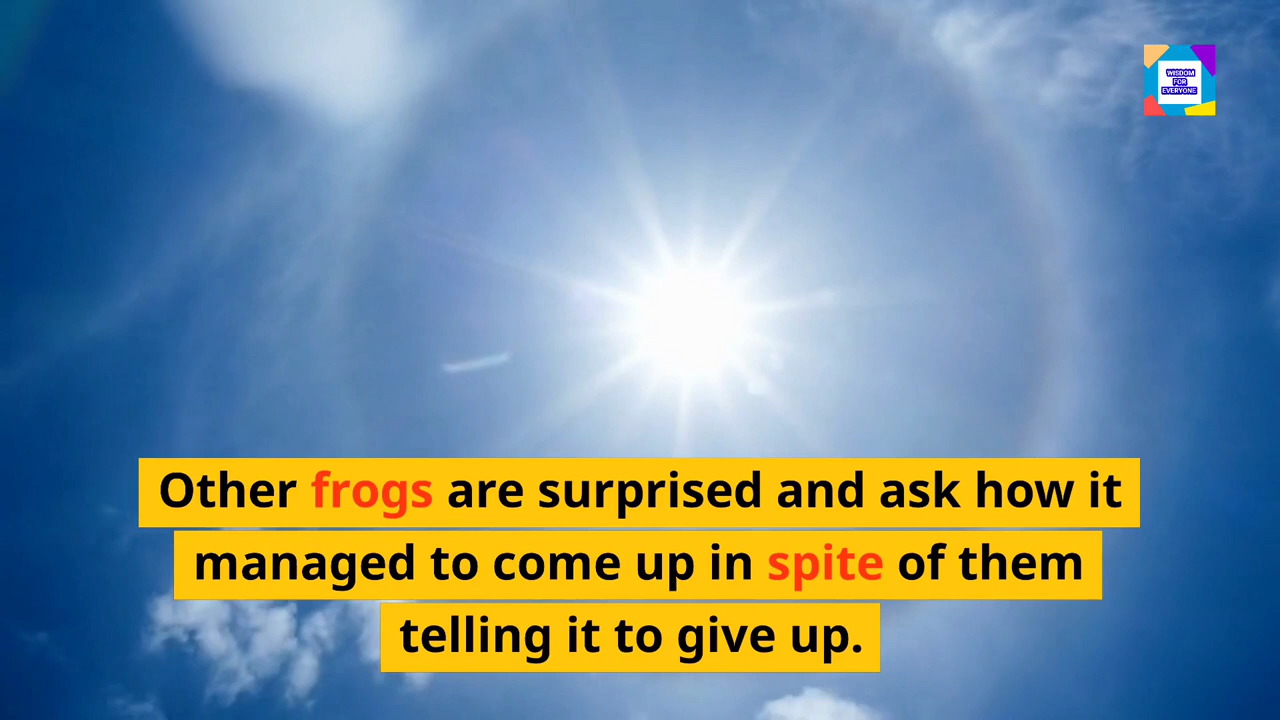 WISDOM
FOR
EVERYONE
Other frogs are surprised and ask how it
managed to come up in spite of them
telling it to give up.